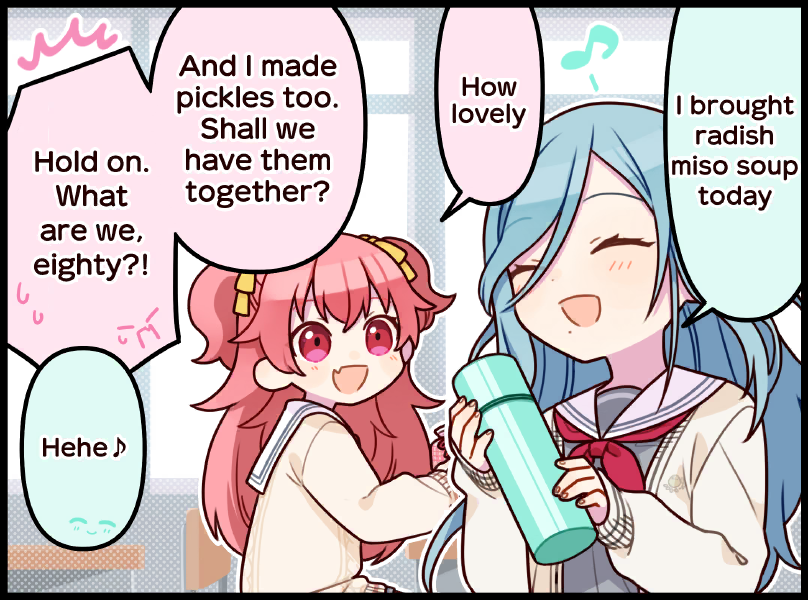 I brought
radish
miso soup
today
How
lovely
And I made
pickles too.
Shall we
have them
together?
Hold on.
What
are we,
eighty?!
Hehe♪